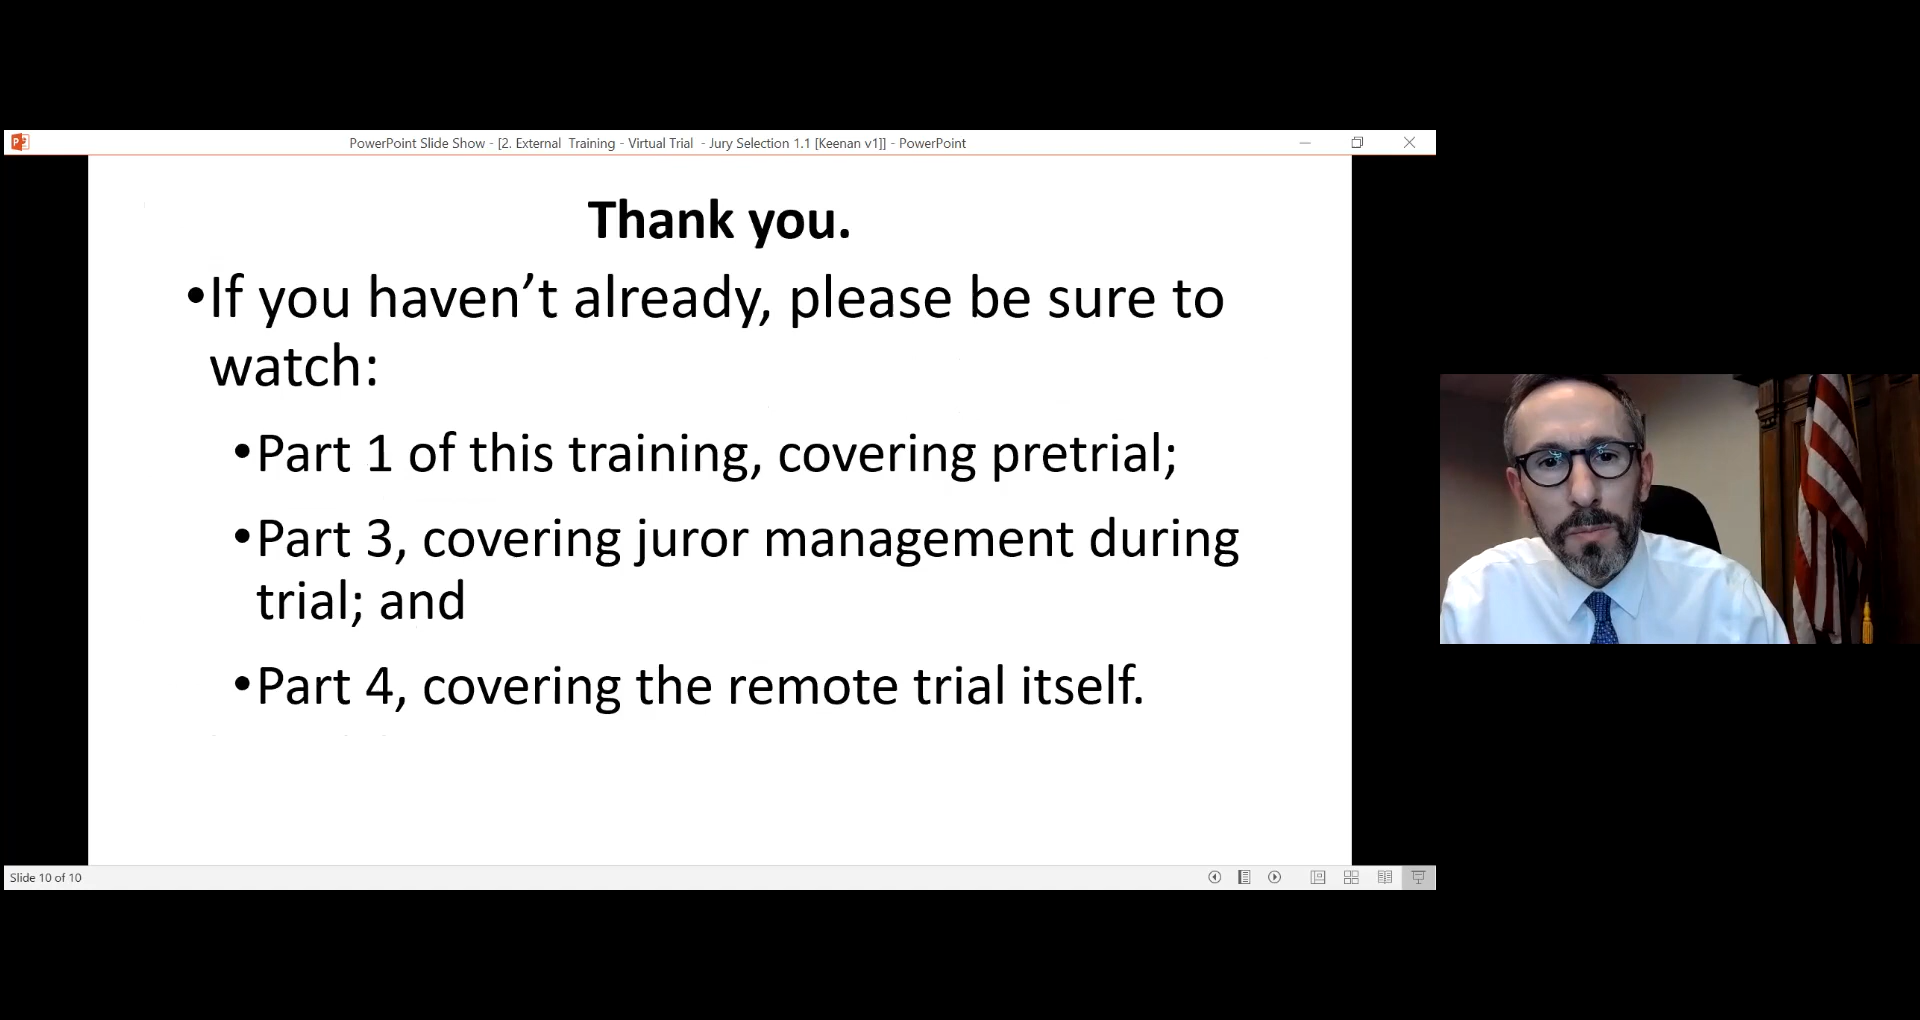 PowerPoint Slide Show - [2. External  Training - Virtual Trial  - Jury Selection 1.1 [Keenan v1]] - PowerPoint
Thank you.
•If you haven’t already, please be sure to
watch:
•Part 1 of this training, covering pretrial;
•Part 3, covering juror management during
trial; and
•Part 4, covering the remote trial itself.
Slide 10 of 10